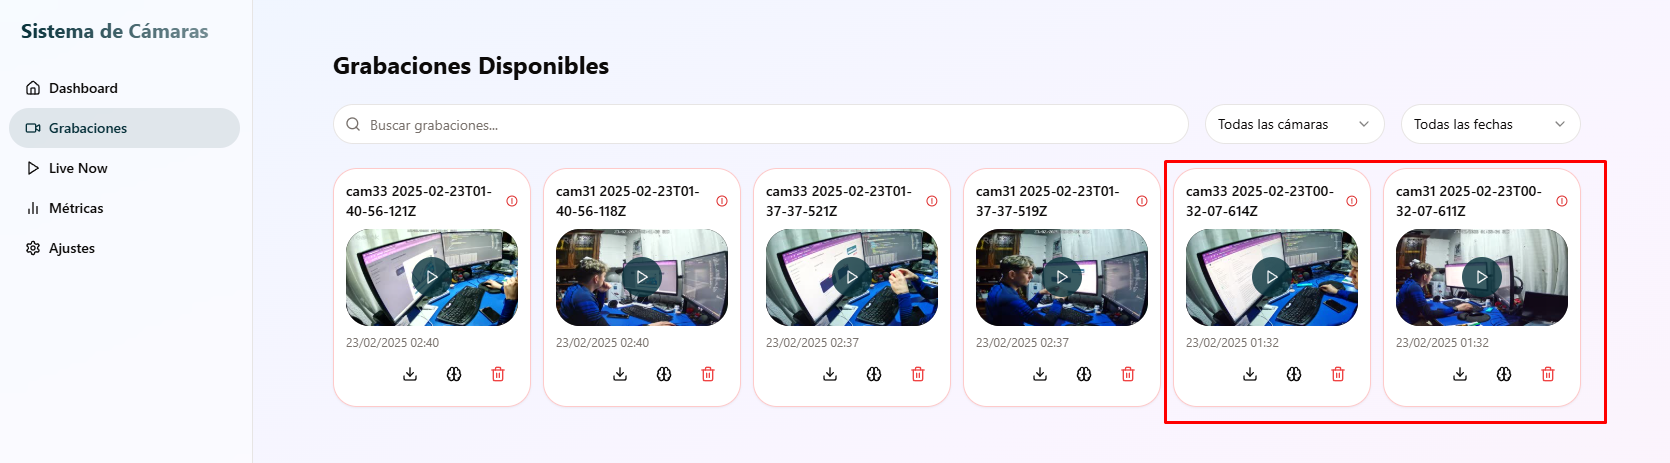 Sistema de Cámaras
Dashboard
Grabaciones
Live Now
Métricas
Ajustes
Grabaciones Disponibles
Buscar grabaciones...
Todas las cámaras
Todas las fechas
cam33 2025-02-23T01-
40-56-121Z
23/02/2025 02:40
cam31 2025-02-23T01-
40-56-118Z
23/02/2025 02:40
cam33 2025-02-23T01-
37-37-521Z
23/02/2025 02:37
cam31 2025-02-23T01-
37-37-519Z
23/02/2025 02:37
cam33 2025-02-23T00-
32-07-614Z
23/02/2025 01:32
cam31 2025-02-23T00-
32-07-611Z
23/02/2025 01:32